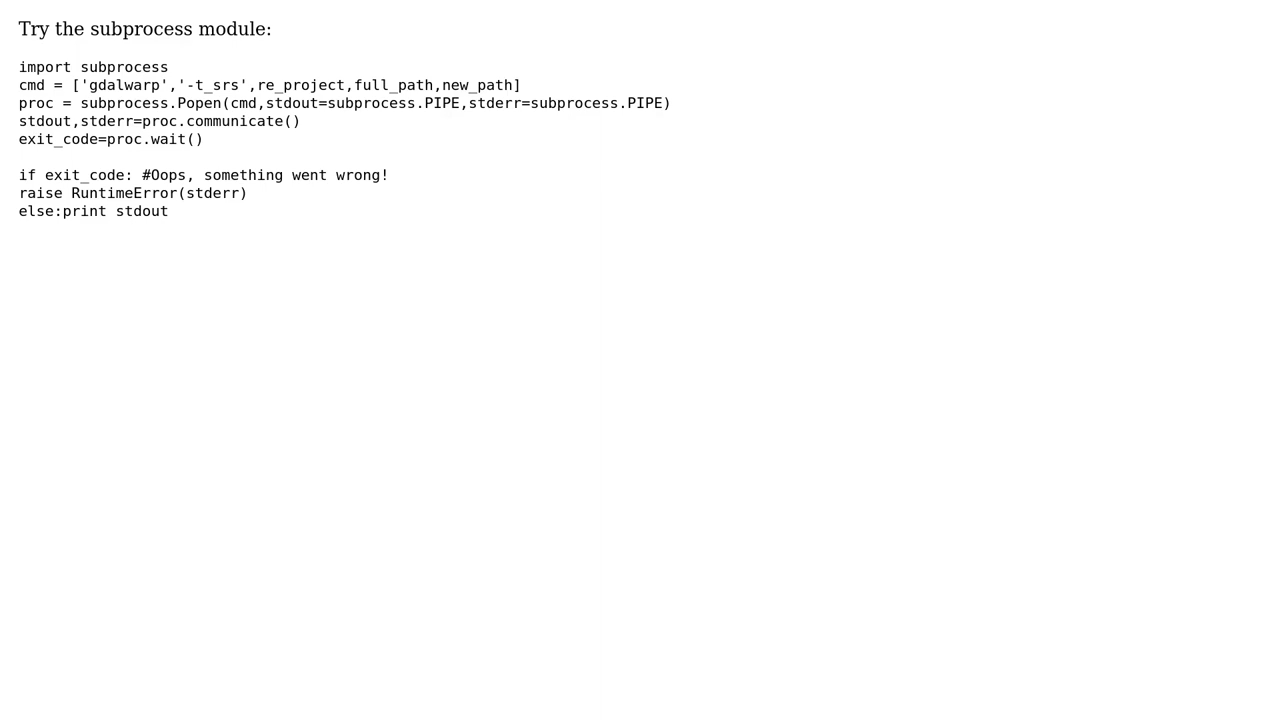 Try the subprocess module:
import subprocess
cmd = ['gdalwarp','-t_srs',re_project,full_path,new_path]
proc = subprocess.Popen(cmd,stdout=subprocess.PIPE,stderr=subprocess.PIPE)
stdout,stderr=proc.communicate()
exit_code=proc.wait()
if exit_code: #Oops, something went wrong!
raise RuntimeError(stderr)
else:print stdout